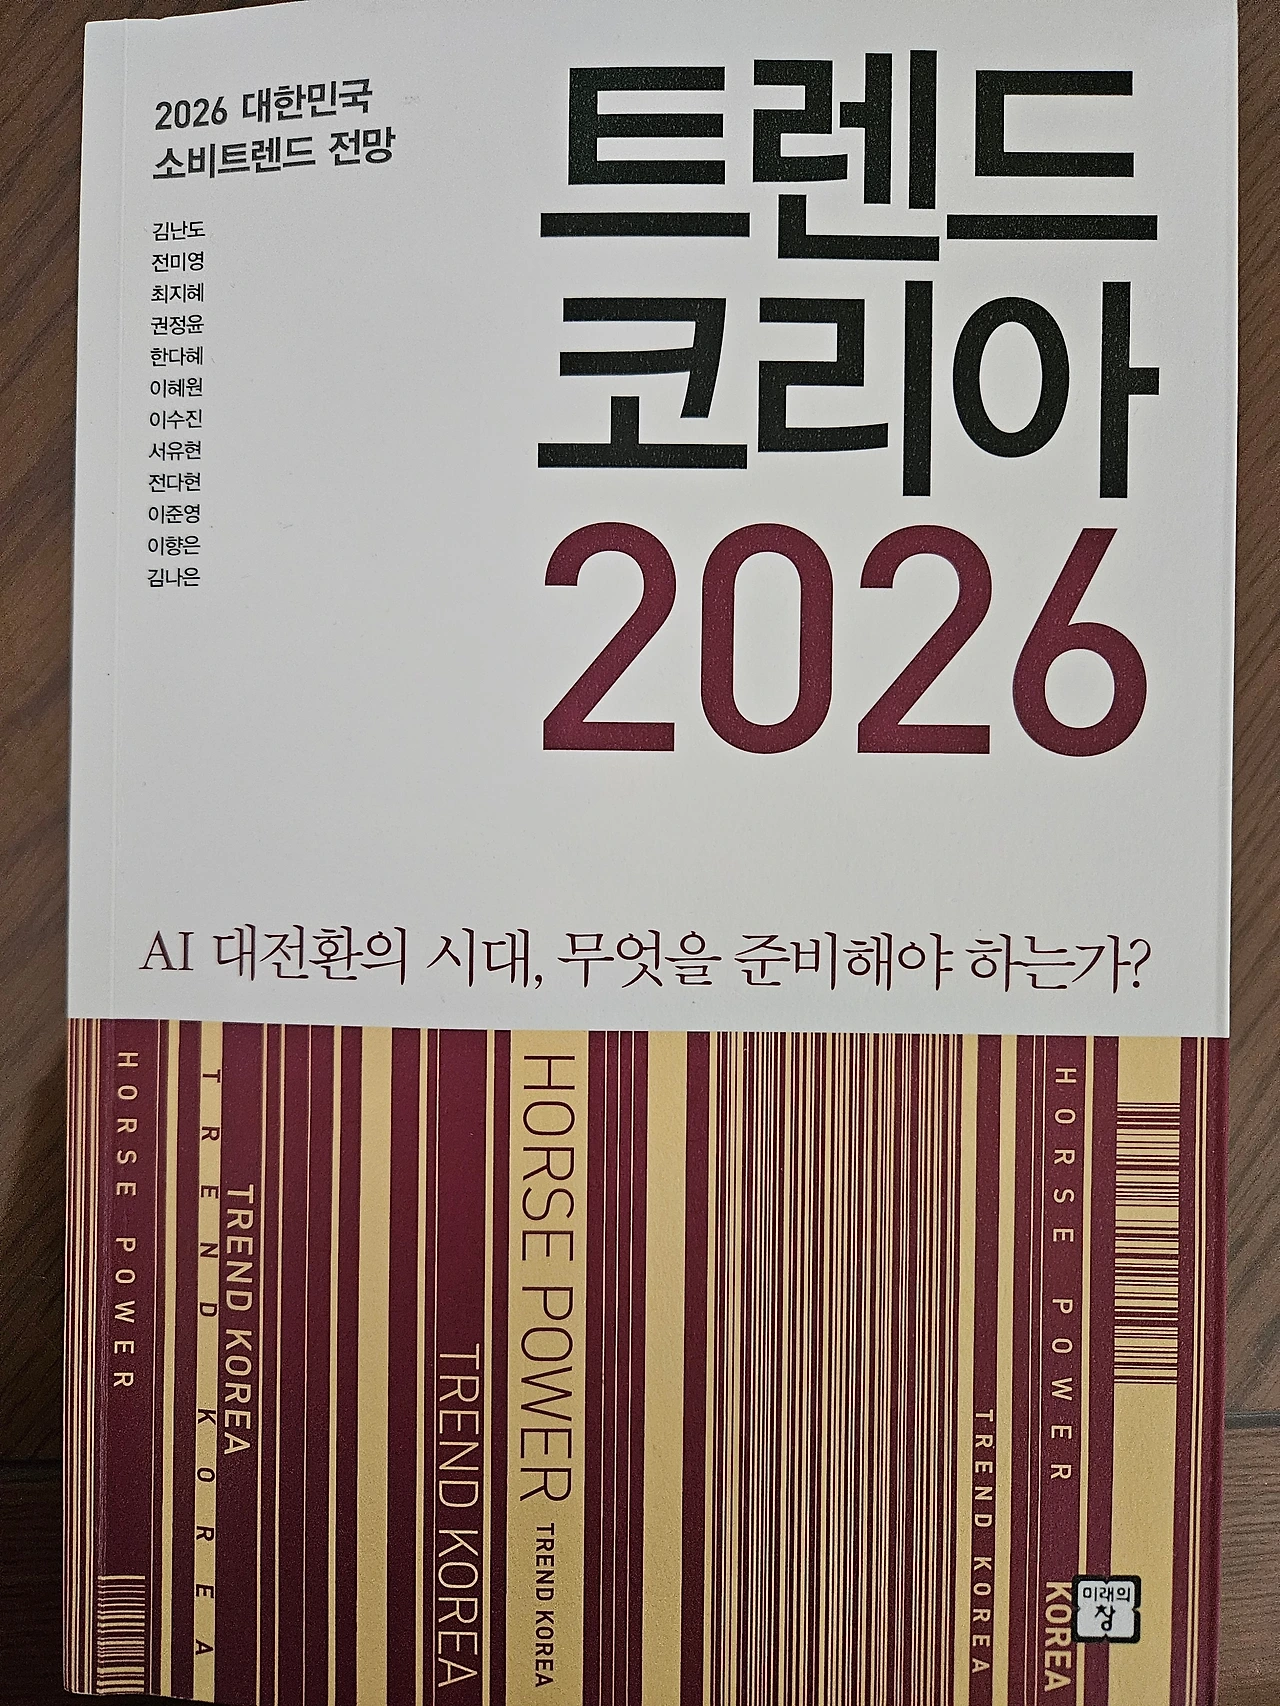 2026 대한민국
소비트렌드 전망
김난도
전미영
최지혜
권정윤
한다혜
이혜원
이수진
서유현
전다현
이준영
이향은
김나은
트렌드
코리아
2026
AI 대전환의 시대, 무엇을 준비해야 하는가?
HORSE POWER
TREND KOREA
TREND KOREA
TREND KOREA
HORSE POWER
TREND KOREA
TREND KOREA
HORSE POWER
KOREA
미래의
창